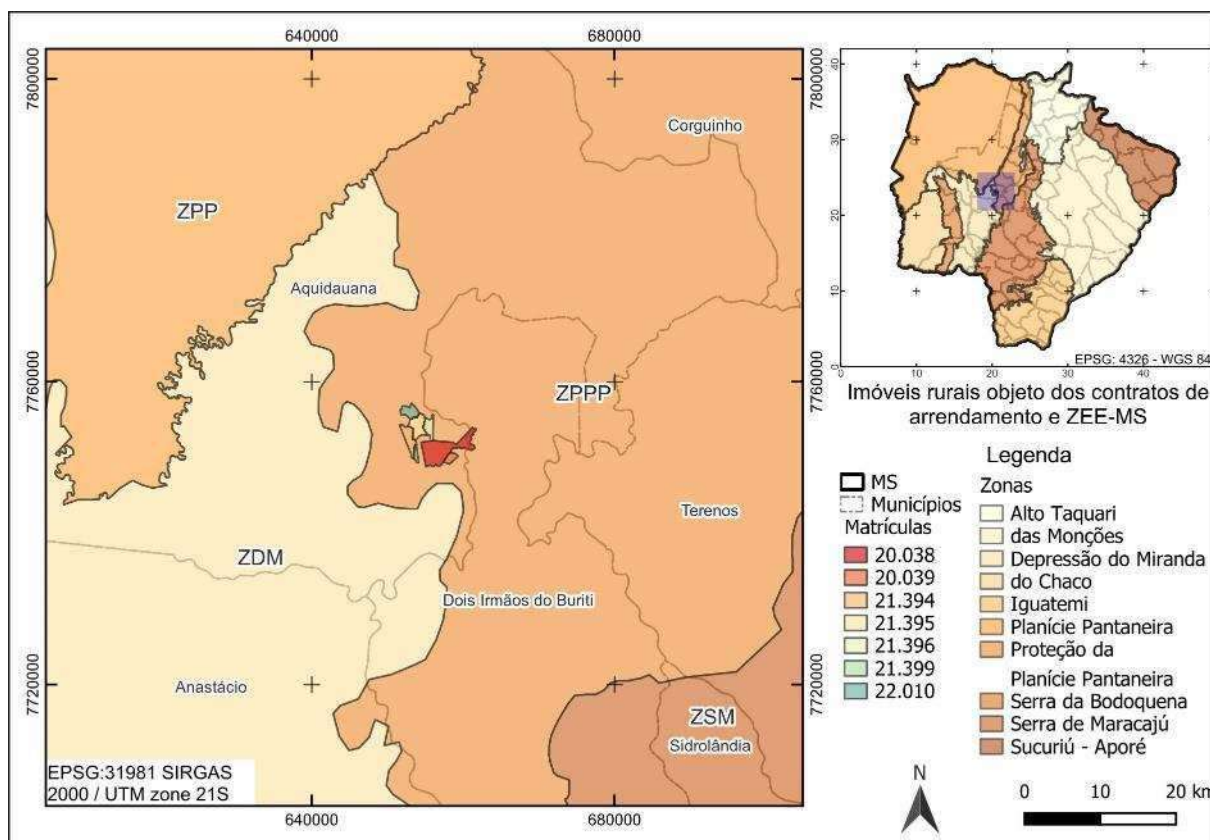 640000
680000
7800000
7800000
Corguinho
ZPP
Aquidauana
7760000
7760000
ZPPP
Terenos
ZDM
Dois Irmãos do Buriti
Anastácio
7720000
7720000
ZSM
Sidrolândia
EPSG:31981 SIRGAS
2000 / UTM zone 21S
640000
680000
40
30
20
10
0
0
10
20
30
40
EPSG: 4326 - WGS 84
Imóveis rurais objeto dos contratos de
arrendamento e ZEE-MS
Legenda
MS
Municípios
Matrículas
20.038
20.039
21.394
21.395
21.396
21.399
22.010
Zonas
Alto Taquari
das Monções
Depressão do Miranda
do Chaco
Iguatemi
Planície Pantaneira
Proteção da
Planície Pantaneira
Serra da Bodoquena
Serra de Maracajú
Sucuriú - Aporé
N
0 10 20 km